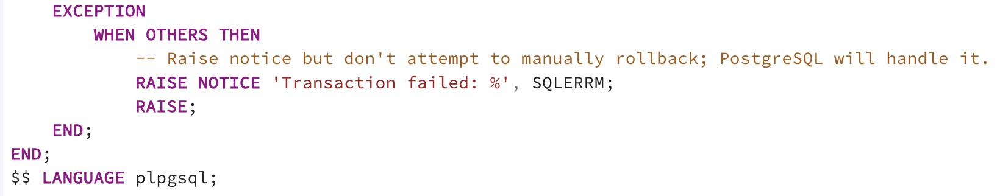 EXCEPTION
WHEN OTHERS THEN
-- Raise notice but don't attempt to manually rollback; PostgreSQL will handle it.
RAISE NOTICE 'Transaction failed: %', SQLERRM;
RAISE;
END;
END;
$$ LANGUAGE plpgsql;